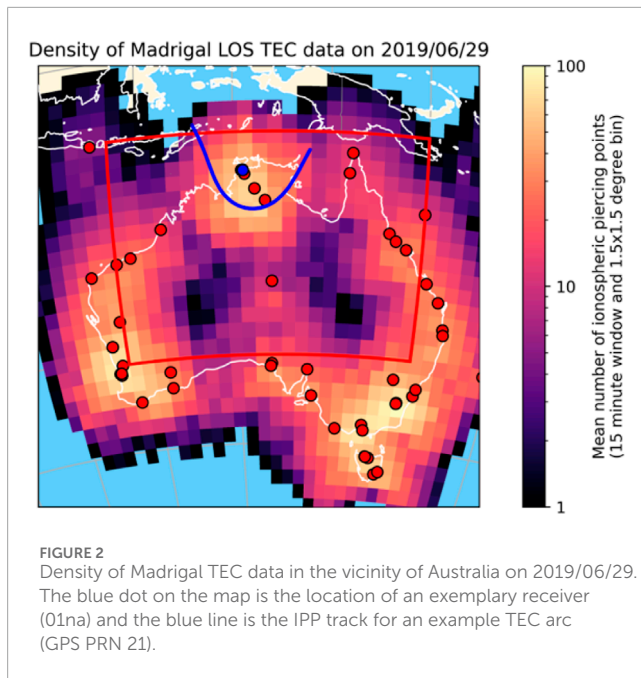 Density of Madrigal LOS TEC data on 2019/06/29
100
10
1
Mean number of ionospheric piercing points
(15 minute window and 1.5x1.5 degree bin)
FIGURE 2
Density of Madrigal TEC data in the vicinity of Australia on 2019/06/29.
The blue dot on the map is the location of an exemplary receiver
(01na) and the blue line is the IPP track for an example TEC arc
(GPS PRN 21).